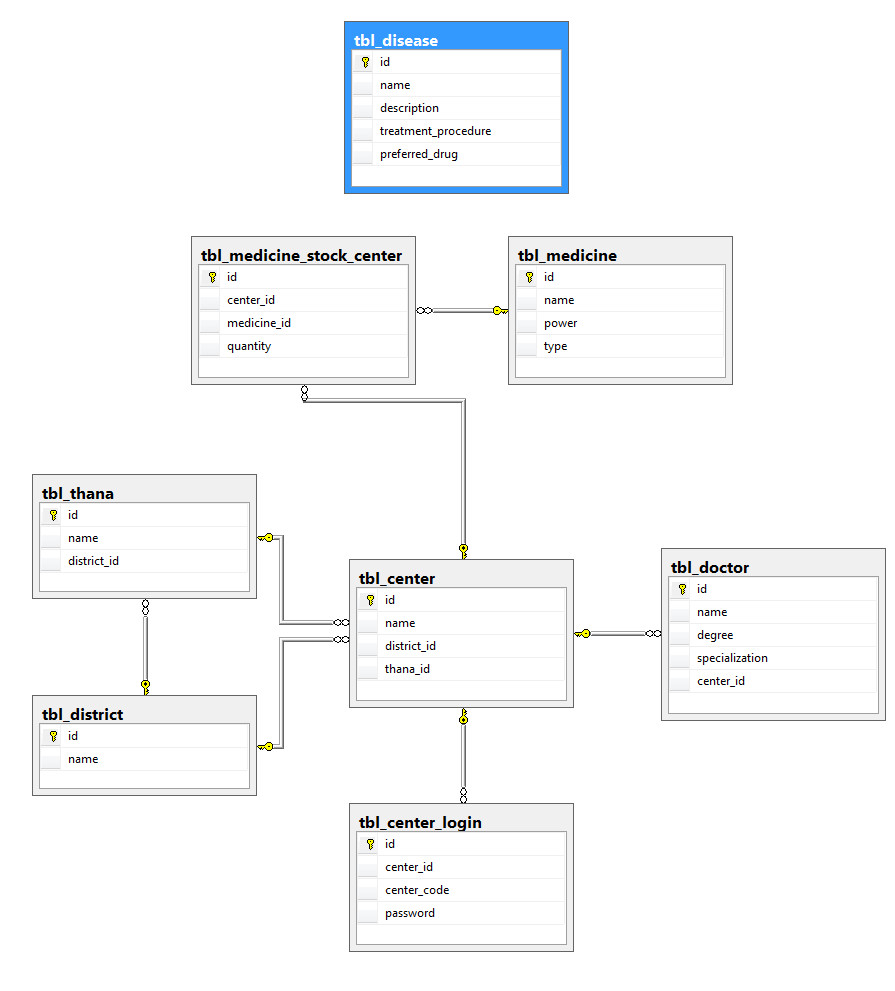 tbl_disease
id
name
description
treatment_procedure
preferred_drug
tbl_medicine_stock_center
id
center_id
medicine_id
quantity
tbl_medicine
id
name
power
type
tbl_thana
id
name
district_id
tbl_center
id
name
district_id
thana_id
tbl_doctor
id
name
degree
specialization
center_id
tbl_district
id
name
tbl_center_login
id
center_id
center_code
password